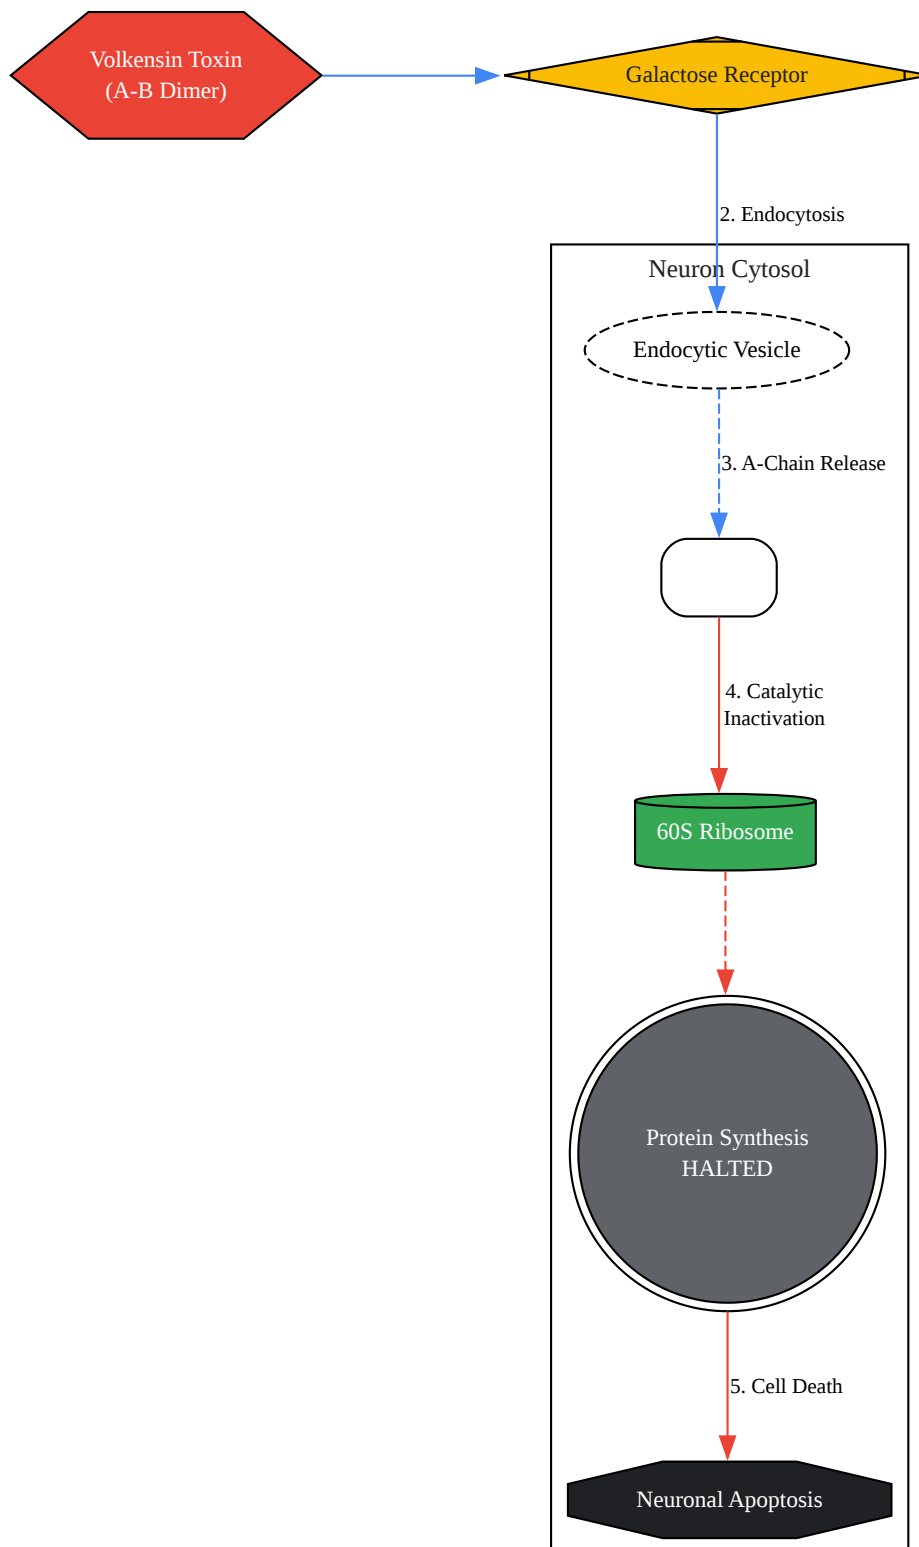 Volkensin Toxin
(A-B Dimer)
Galactose Receptor
2. Endocytosis
Neuron Cytosol
Endocytic Vesicle
3. A-Chain Release
4. Catalytic
Inactivation
60S Ribosome
Protein Synthesis
HALTED
5. Cell Death
Neuronal Apoptosis